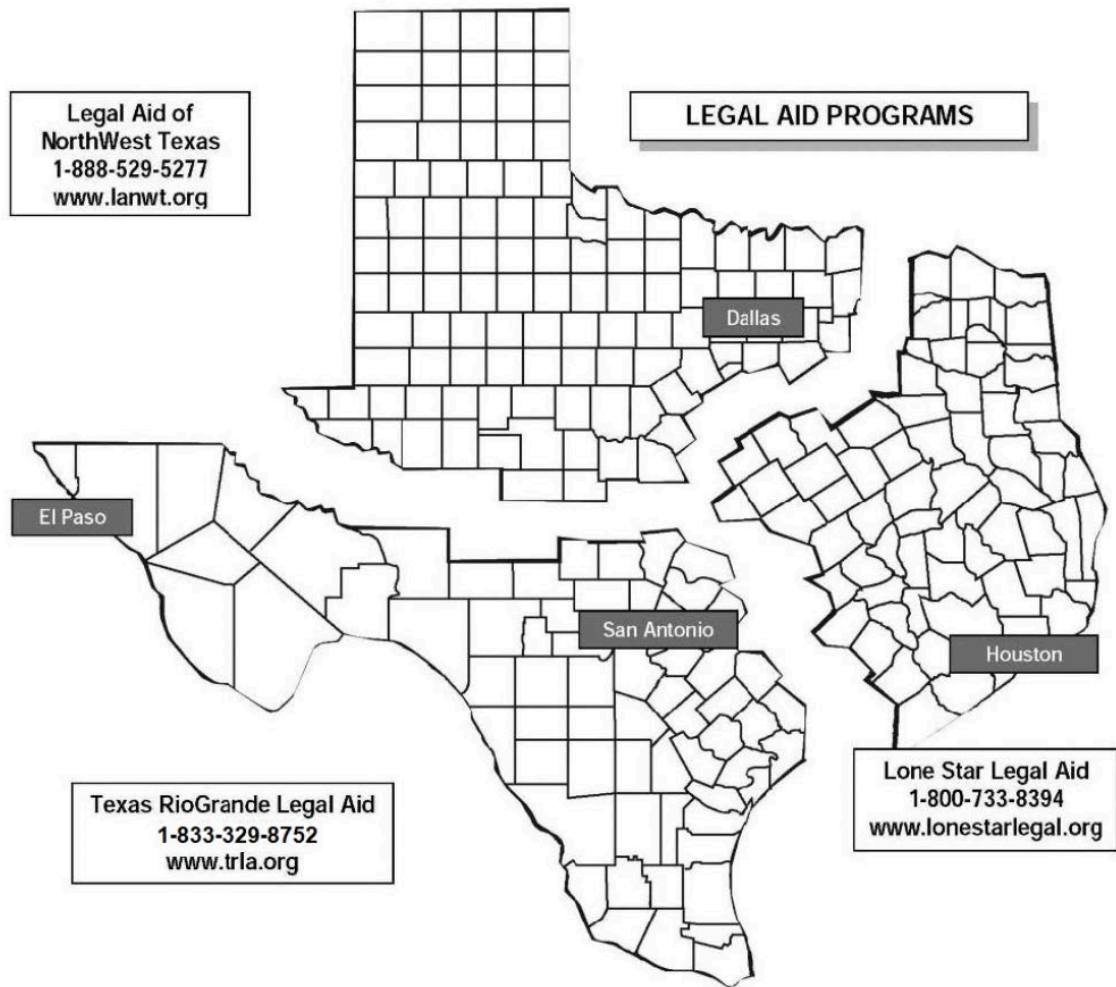 Legal Aid of
NorthWest Texas
1-888-529-5277
www.lanwt.org
LEGAL AID PROGRAMS
Dallas
El Paso
San Antonio
Houston
Texas RioGrande Legal Aid
1-833-329-8752
www.trla.org
Lone Star Legal Aid
1-800-733-8394
www.lonestarlegal.org